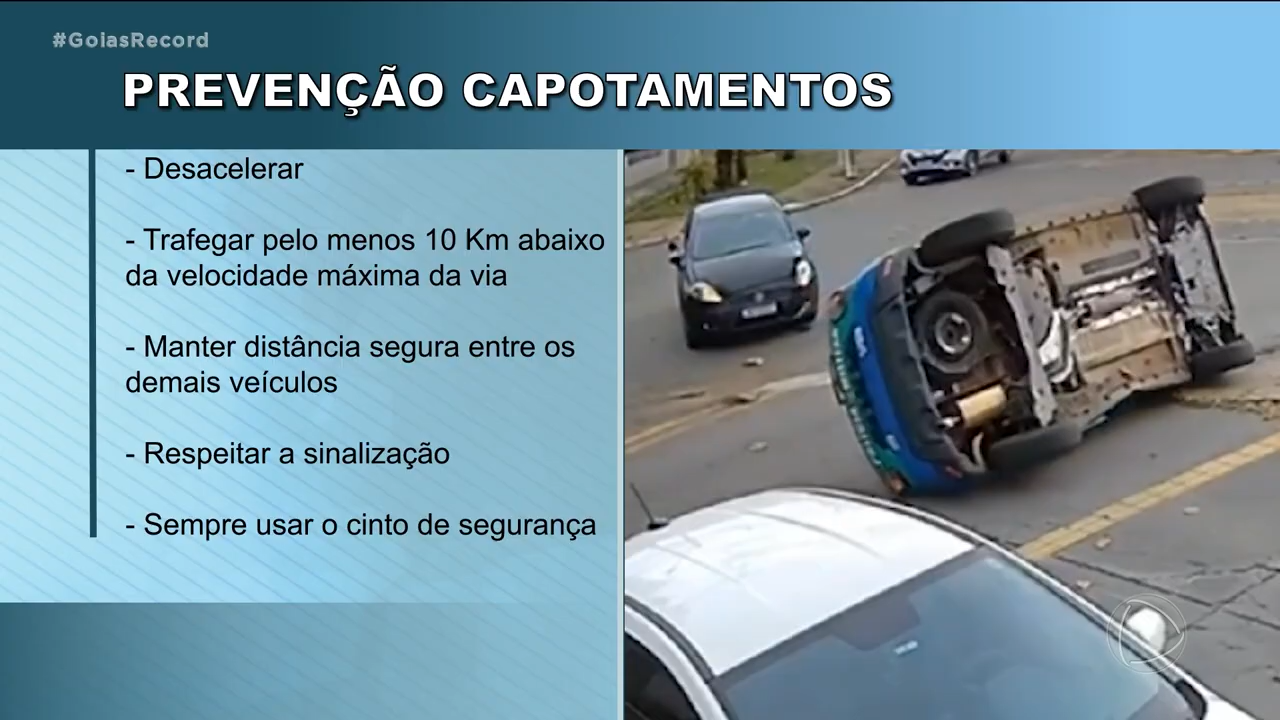 #GoiasRecord
PREVENÇÃO CAPOTAMENTOS
- Desacelerar
- Trafegar pelo menos 10 Km abaixo
da velocidade máxima da via
- Manter distância segura entre os
demais veículos
- Respeitar a sinalização
- Sempre usar o cinto de segurança